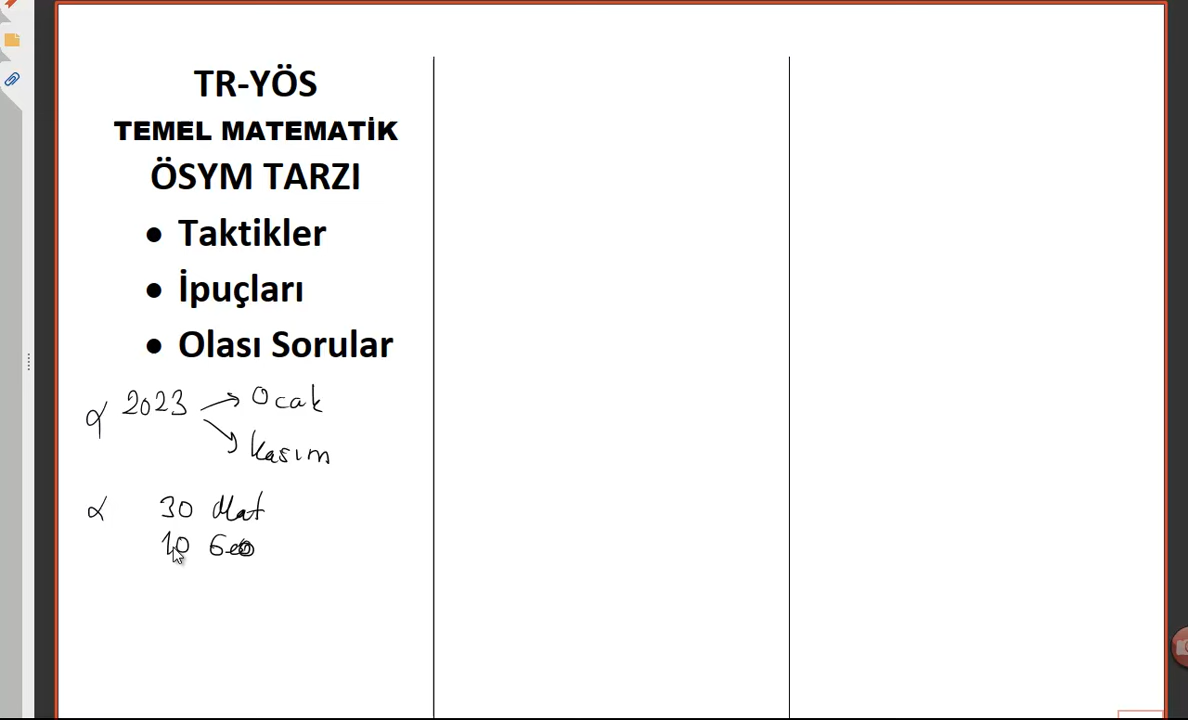 TR-YÖS
TEMEL MATEMATİK
ÖSYM TARZI
• Taktikler
• İpuçları
• Olası Sorular
α 2023 → Ocak
→ Kasım
α 30 Mat
10 Geo